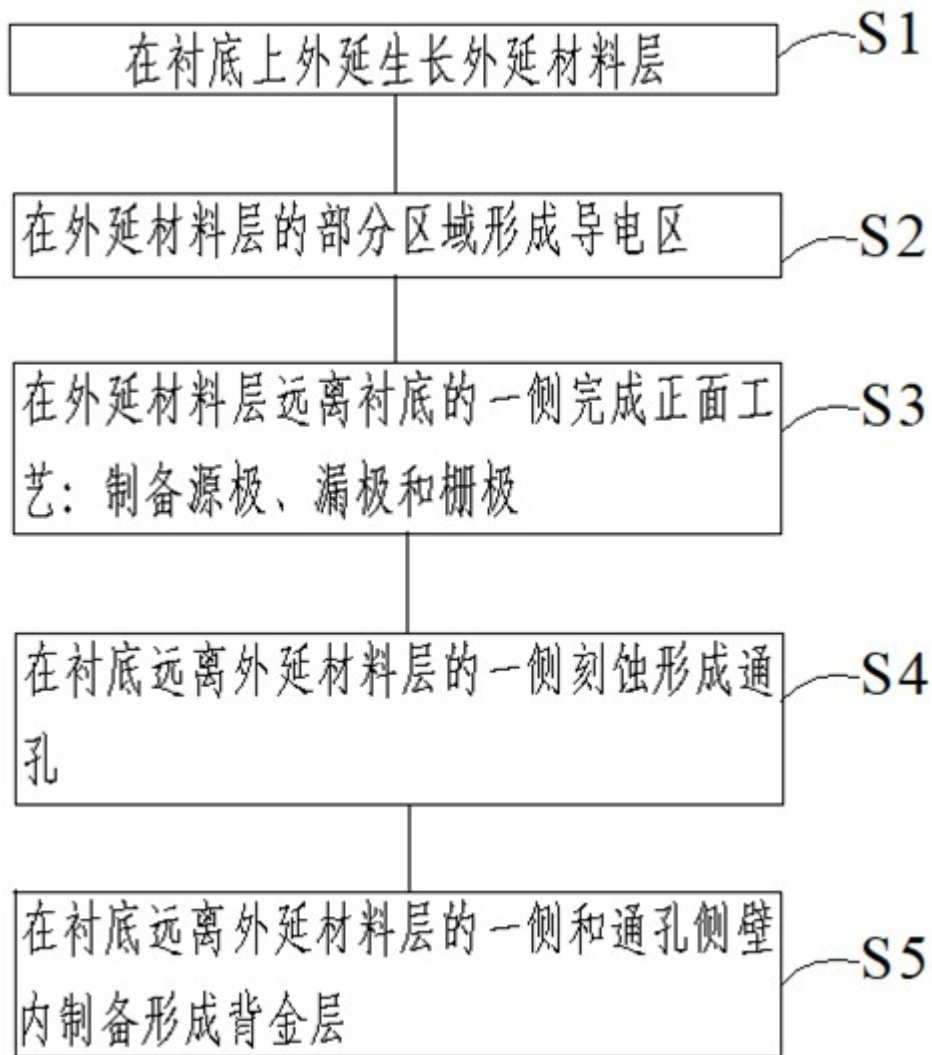 在衬底上外延生长外延材料层
S1
在外延材料层的部分区域形成导电区
S2
在外延材料层远离衬底的一侧完成正面工
艺：制备源极、漏极和栅极
S3
在衬底远离外延材料层的一侧刻蚀形成通
孔
S4
在衬底远离外延材料层的一侧和通孔侧壁
内制备形成背金层
S5